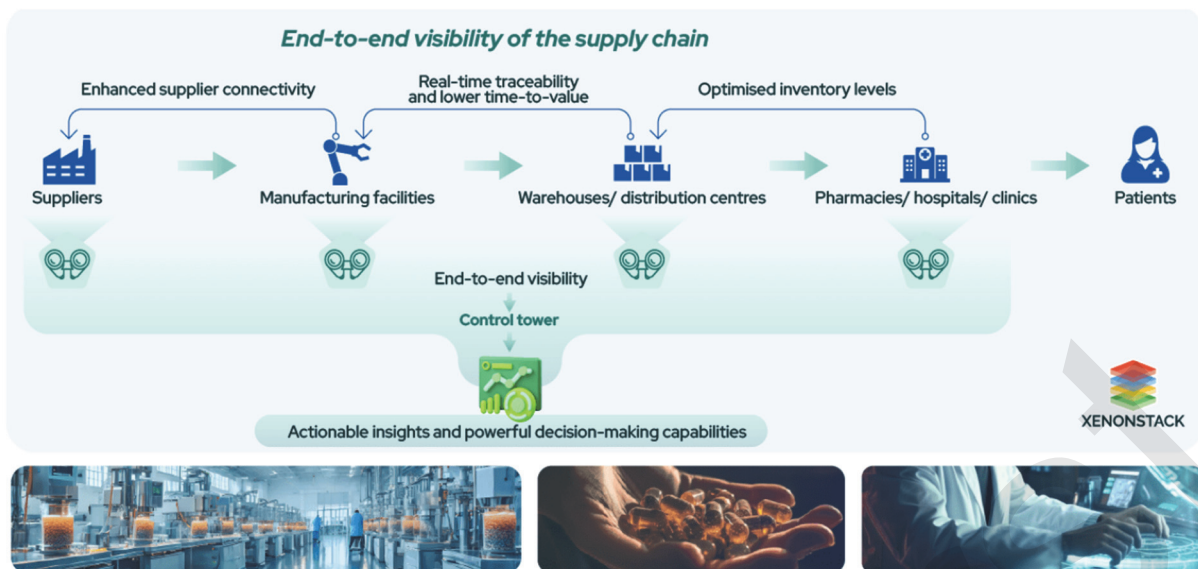 End-to-end visibility of the supply chain
Enhanced supplier connectivity
Real-time traceability
and lower time-to-value
Optimised inventory levels
Suppliers
Manufacturing facilities
Warehouses/ distribution centres
Pharmacies/ hospitals/ clinics
Patients
End-to-end visibility
Control tower
XENONSTACK
Actionable insights and powerful decision-making capabilities